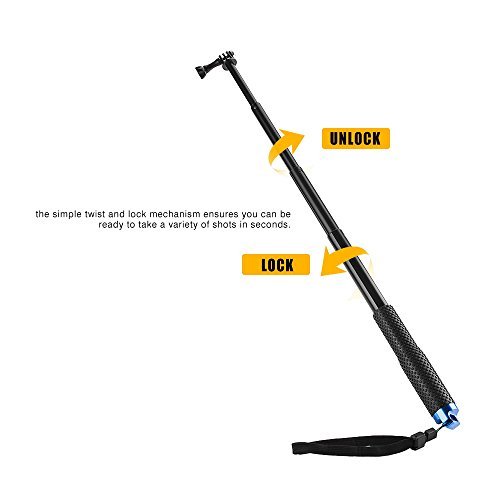 UNLOCK
the simple twist and lock mechanism ensures you can be
ready to take a variety of shots in seconds.
LOCK